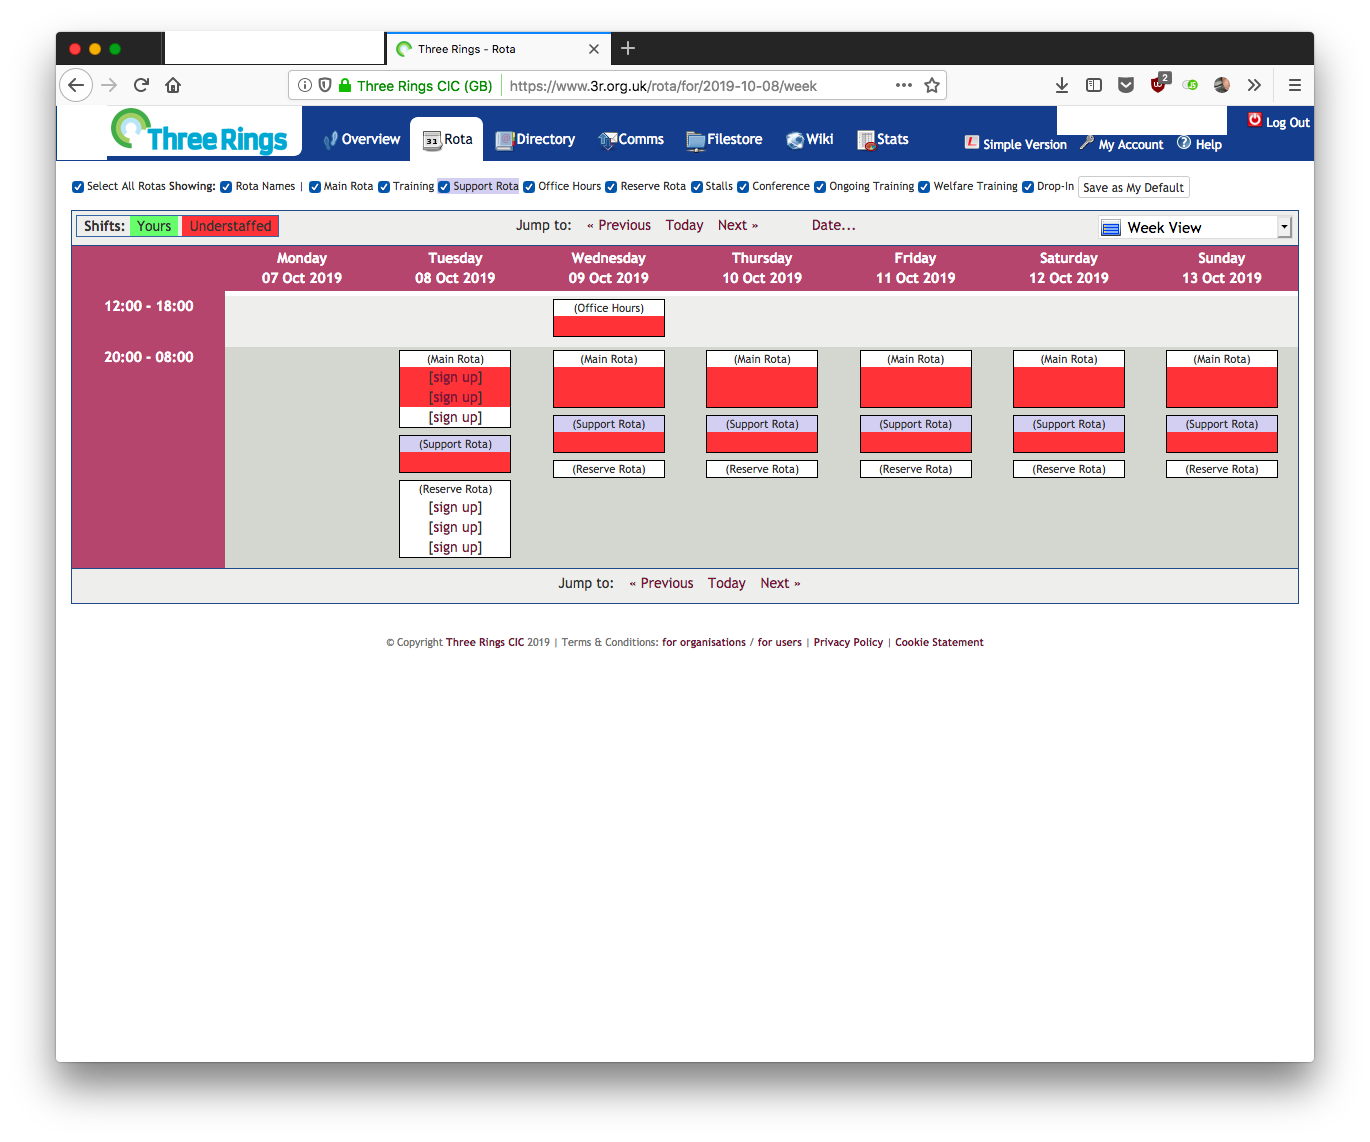 Three Rings - Rota
Three Rings CIC (GB) https://www.3r.org.uk/rota/for/2019-10-08/week
2
Three Rings
Overview
31 Rota
Directory
Comms
Filestore
Wiki
Stats
Simple Version
My Account
Help
Log Out
Select All Rotas Showing: Rota Names | Main Rota Training Support Rota Office Hours Reserve Rota Stalls Conference Ongoing Training Welfare Training Drop-In Save as My Default
Shifts: Yours Understaffed
Jump to: « Previous Today Next » Date...
Week View
Monday Tuesday Wednesday Thursday Friday Saturday Sunday
07 Oct 2019 08 Oct 2019 09 Oct 2019 10 Oct 2019 11 Oct 2019 12 Oct 2019 13 Oct 2019
12:00 - 18:00 (Office Hours)
20:00 - 08:00 (Main Rota) (Main Rota) (Main Rota) (Main Rota) (Main Rota) (Main Rota)
[sign up]
[sign up]
[sign up] (Support Rota) (Support Rota) (Support Rota) (Support Rota) (Support Rota)
(Support Rota)
(Reserve Rota) (Reserve Rota) (Reserve Rota) (Reserve Rota) (Reserve Rota)
(Reserve Rota)
[sign up]
[sign up]
[sign up]
Jump to: « Previous Today Next »
© Copyright Three Rings CIC 2019 | Terms & Conditions: for organisations / for users | Privacy Policy | Cookie Statement